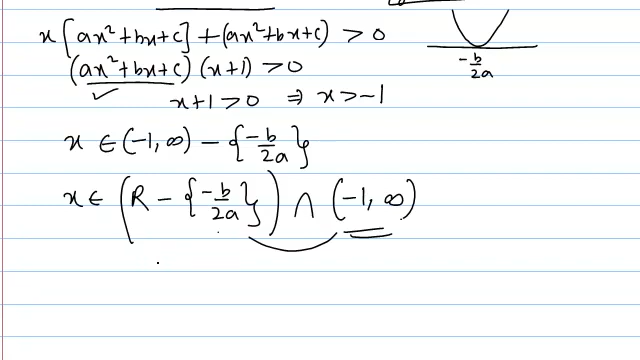 x[ax²+bx+c]+(ax²+bx+c) > 0
(ax²+bx+c)(x+1) > 0
x+1 > 0 ⇒ x > -1
-b/2a
x ∈ (-1, ∞) - {-b/2a}
x ∈ (R - {-b/2a}) ∩ (-1, ∞)